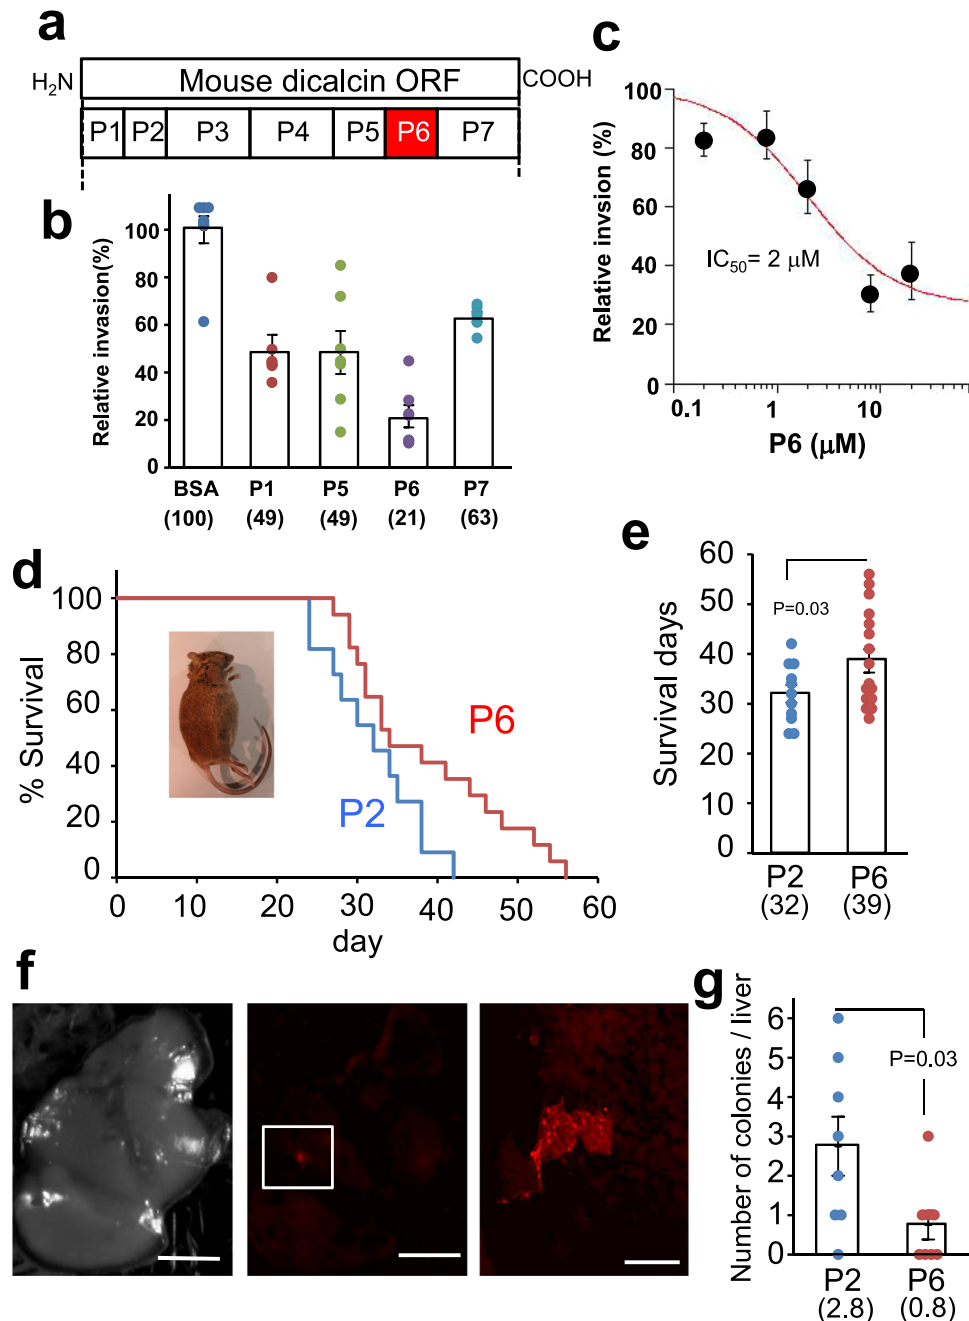 a
H₂N Mouse dicalcin ORF COOH
P1 P2 P3 P4 P5 P6 P7
b
Relative invasion(%)
100
80
60
40
20
0
BSA P1 P5 P6 P7
(100) (49) (49) (21) (63)
c
Relative invsion (%)
100
80
60
40
20
0
IC₅₀= 2 μM
0.1 1 10
P6 (μM)
d
% Survival
100
80
60
40
20
0
P6
P2
0 10 20 30 40 50 60
day
e
Survival days
60
50
40
30
20
10
0
P=0.03
P2 P6
(32) (39)
f
g
Number of colonies / liver
6
5
4
3
2
1
0
P=0.03
P2 P6
(2.8) (0.8)